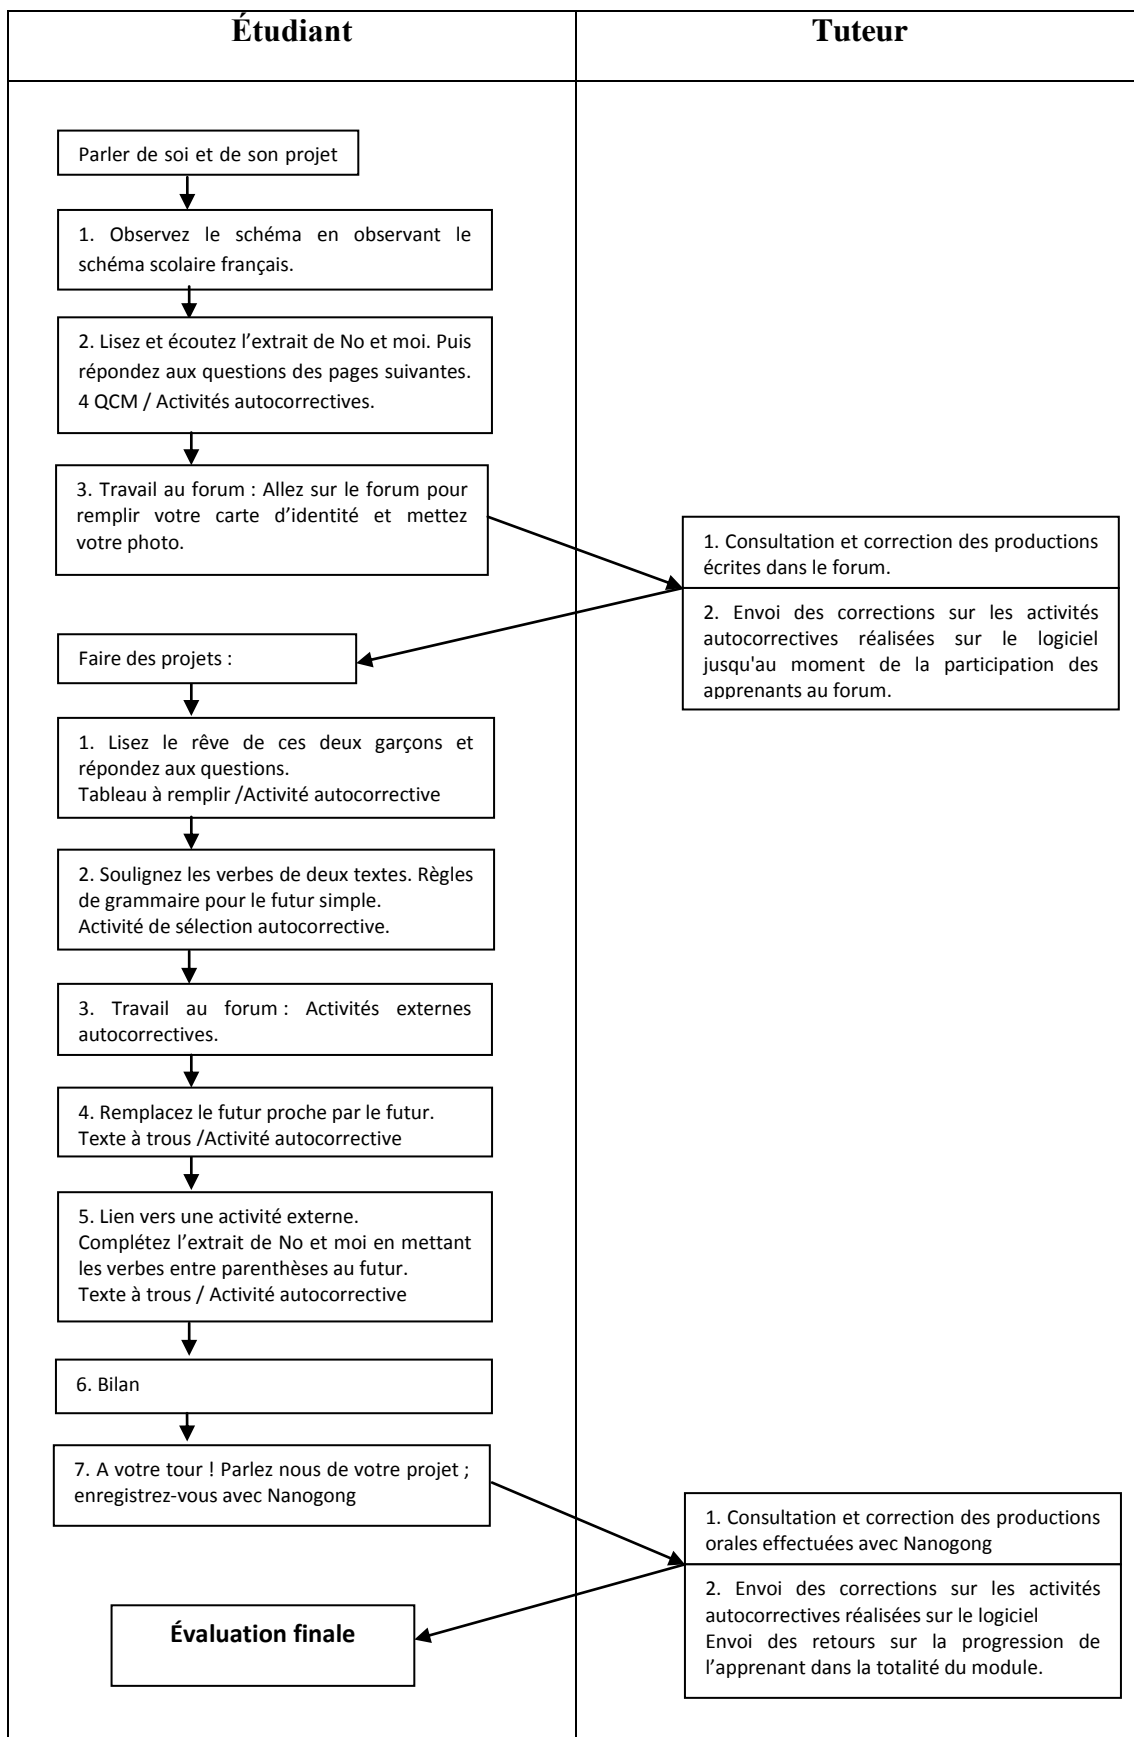 Étudiant
Tuteur
Parler de soi et de son projet
1. Observez le schéma en observant le
schéma scolaire français.
2. Lisez et écoutez l’extrait de No et moi. Puis
répondez aux questions des pages suivantes.
4 QCM / Activités autocorrectives.
3. Travail au forum : Allez sur le forum pour
remplir votre carte d’identité et mettez
votre photo.
1. Consultation et correction des productions
écrites dans le forum.
2. Envoi des corrections sur les activités
autocorrectives réalisées sur le logiciel
jusqu'au moment de la participation des
apprenants au forum.
Faire des projets :
1. Lisez le rêve de ces deux garçons et
répondez aux questions.
Tableau à remplir /Activité autocorrective
2. Soulignez les verbes de deux textes. Règles
de grammaire pour le futur simple.
Activité de sélection autocorrective.
3. Travail au forum : Activités externes
autocorrectives.
4. Remplacez le futur proche par le futur.
Texte à trous /Activité autocorrective
5. Lien vers une activité externe.
Complétez l’extrait de No et moi en mettant
les verbes entre parenthèses au futur.
Texte à trous / Activité autocorrective
6. Bilan
7. A votre tour ! Parlez nous de votre projet ;
enregistrez-vous avec Nanogong
1. Consultation et correction des productions
orales effectuées avec Nanogong
2. Envoi des corrections sur les activités
autocorrectives réalisées sur le logiciel
Envoi des retours sur la progression de
l’apprenant dans la totalité du module.
Évaluation finale